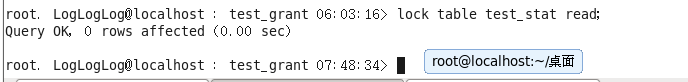 root. LogLogLog@localhost : test_grant 06:03:16> lock table test_stat read;
Query OK, 0 rows affected (0.00 sec)
root. LogLogLog@localhost : test_grant 07:48:34>
root@localhost:~/桌面